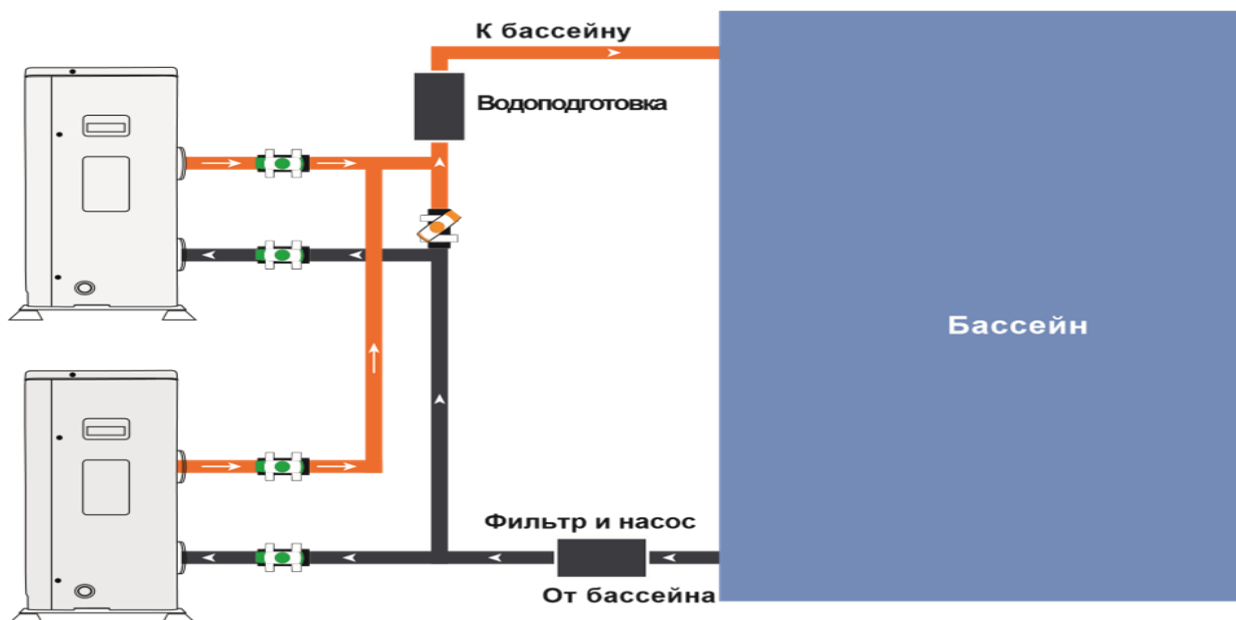 К бассейну
Водоподготовка
Бассейн
Фильтр и насос
От бассейна